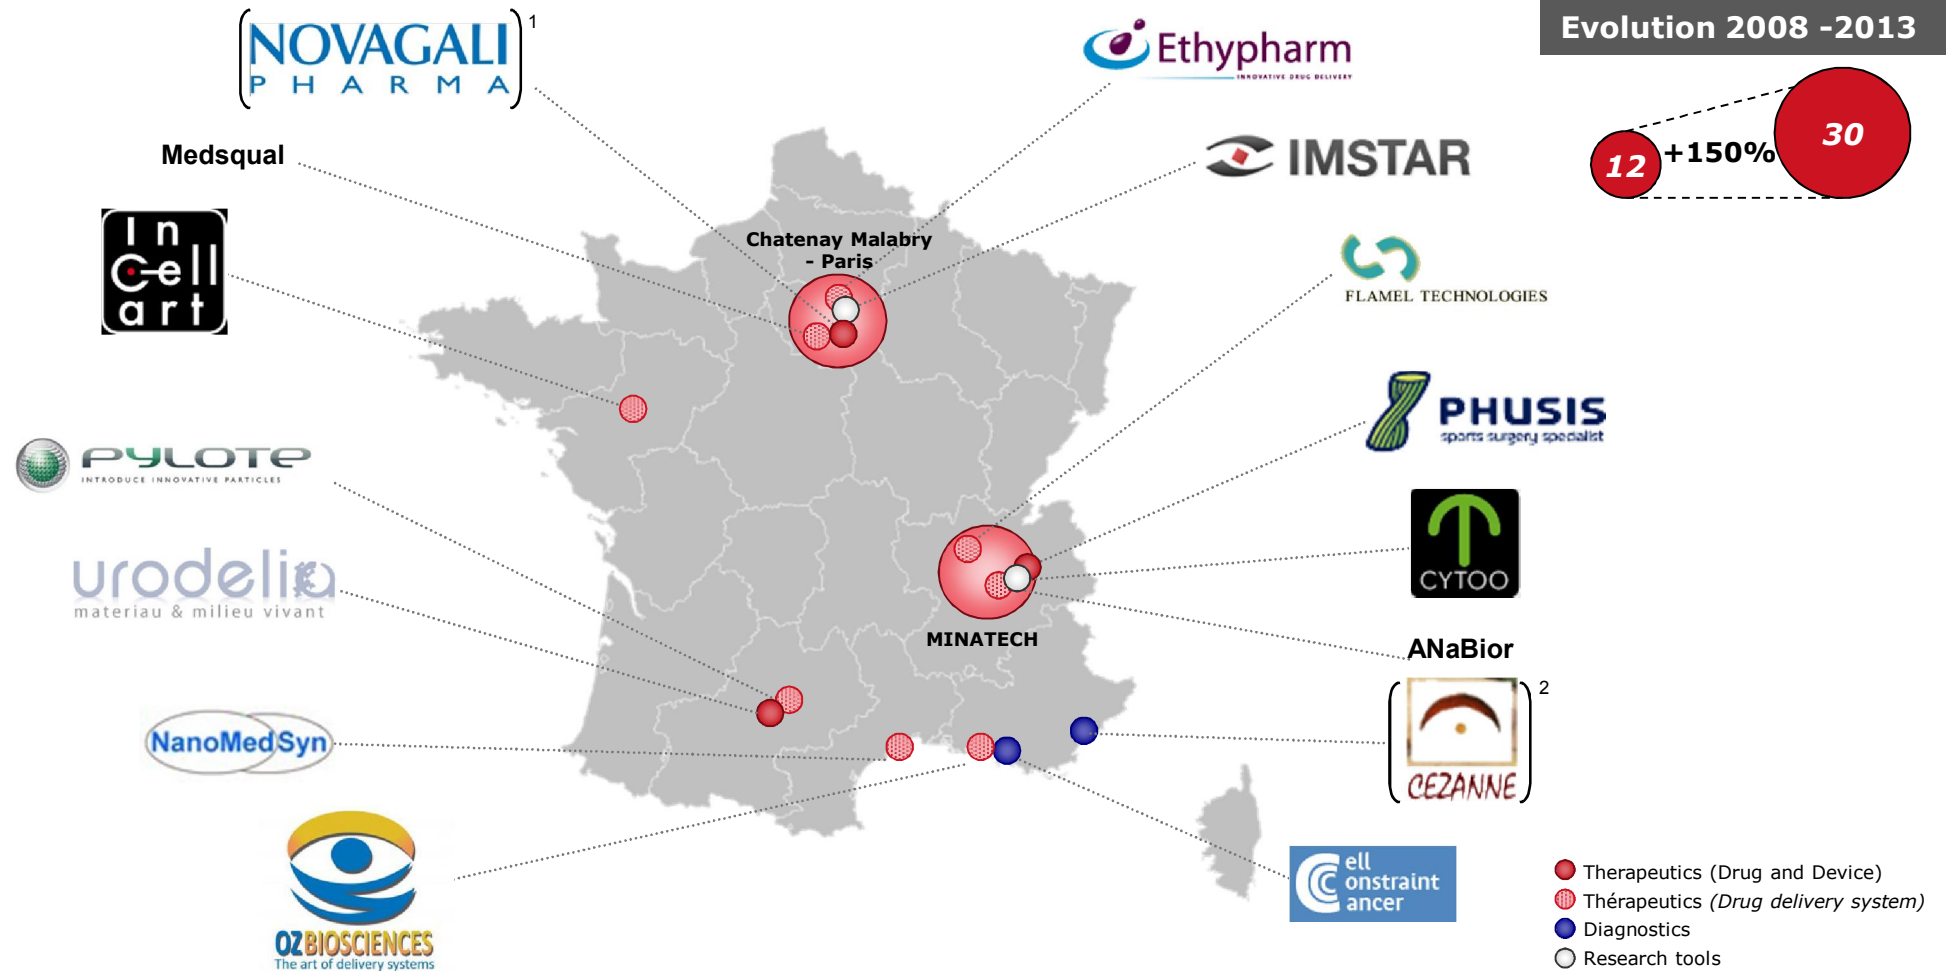 NOVAGALI
PHARMA
1
Ethypharm
INNOVATIVE DRUG DELIVERY
Evolution 2008 -2013
12
+150%
30
Medsqual
IMSTAR
In
Cell
art
Chatenay Malabry
- Paris
FLAMEL TECHNOLOGIES
PHUSIS
sports surgery specialist
PYLOTE
INTRODUCE INNOVATIVE PARTICLES
CYTOO
urodelia
materiau & milieu vivant
MINATECH
ANaBior
2
CEZANNE
NanoMedSyn
OZBIOSCIENCES
The art of delivery systems
Cell
Constraint
Cancer
Therapeutics (Drug and Device)
Thérapeutics (Drug delivery system)
Diagnostics
Research tools